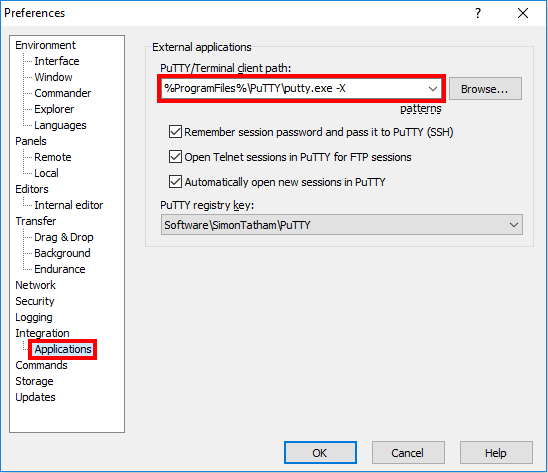 Preferences
Environment
Interface
Window
Commander
Explorer
Languages
Panels
Remote
Local
Editors
Internal editor
Transfer
Drag & Drop
Background
Endurance
Network
Security
Logging
Integration
Applications
Commands
Storage
Updates
External applications
PuTTY/Terminal client path:
%ProgramFiles%\PuTTY\putty.exe -X
Browse...
patterns
Remember session password and pass it to PuTTY (SSH)
Open Telnet sessions in PuTTY for FTP sessions
Automatically open new sessions in PuTTY
PuTTY registry key:
Software\SimonTatham\PuTTY
OK
Cancel
Help